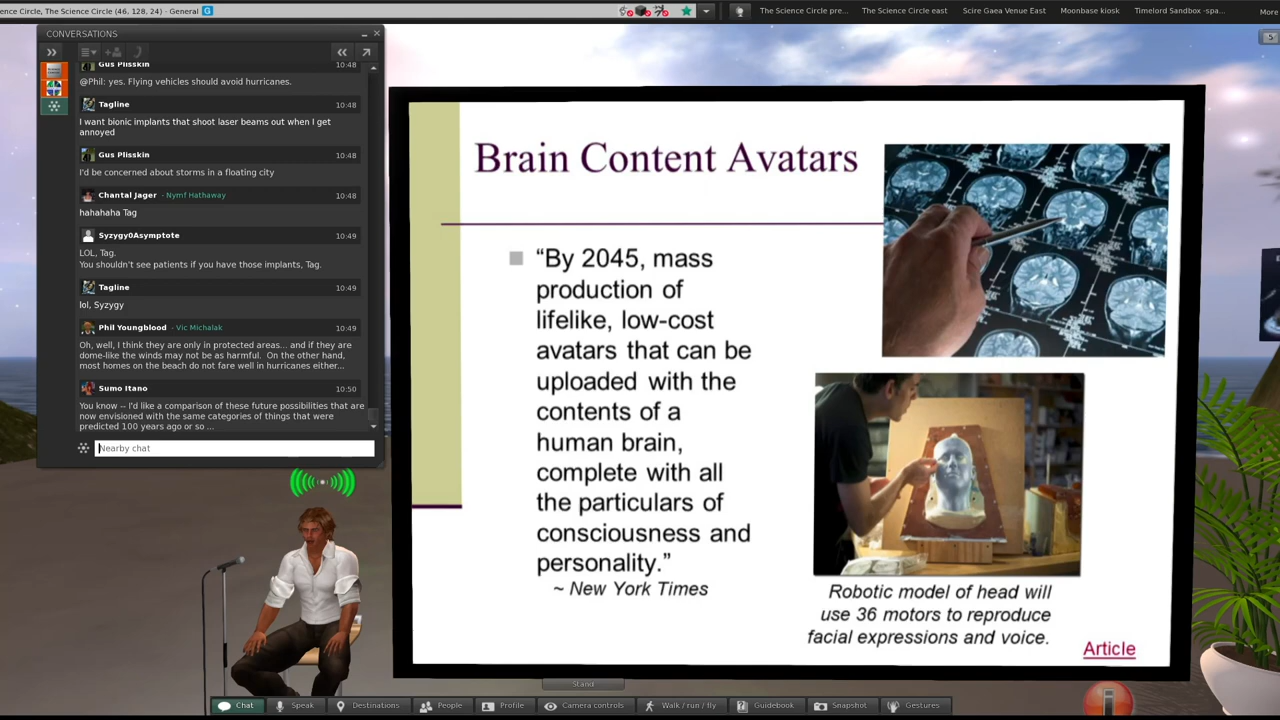 ence Circle, The Science Circle (46, 128, 24) - General G
The Science Circle pre...
The Science Circle east
Scire Gaea Venue East
Moonbase kiosk
Timelord Sandbox -spa...
More
CONVERSATIONS
Gus Plisskin 10:48
@Phil: yes. Flying vehicles should avoid hurricanes.
Tagline 10:48
I want bionic implants that shoot laser beams out when I get
annoyed
Gus Plisskin 10:48
I'd be concerned about storms in a floating city
Chantal Jager - Nymf Hathaway 10:48
hahahaha Tag
Syzygy0Asymptote 10:49
LOL, Tag.
You shouldn't see patients if you have those implants, Tag.
Tagline 10:49
lol, Syzygy
Phil Youngblood - Vic Michalak 10:49
Oh, well, I think they are only in protected areas... and if they are
dome-like the winds may not be as harmful. On the other hand,
most homes on the beach do not fare well in hurricanes either...
Sumo Itano 10:50
You know -- I'd like a comparison of these future possibilities that are
now envisioned with the same categories of things that were
predicted 100 years ago or so ...
Nearby chat
Brain Content Avatars
“By 2045, mass
production of
lifelike, low-cost
avatars that can be
uploaded with the
contents of a
human brain,
complete with all
the particulars of
consciousness and
personality.”
~ New York Times
Robotic model of head will
use 36 motors to reproduce
facial expressions and voice.
Article
Stand
Chat
Speak
Destinations
People
Profile
Camera controls
Walk / run / fly
Guidebook
Snapshot
Gestures